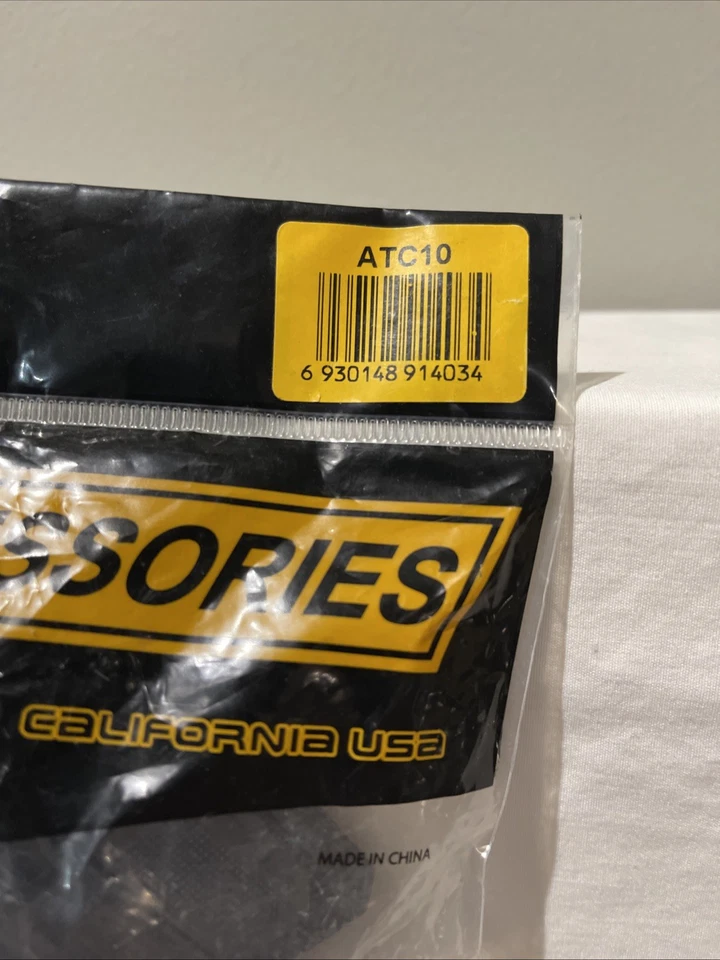 ATC10
6 930148 914034
SSORIES
CALIFORNIA USA
MADE IN CHINA